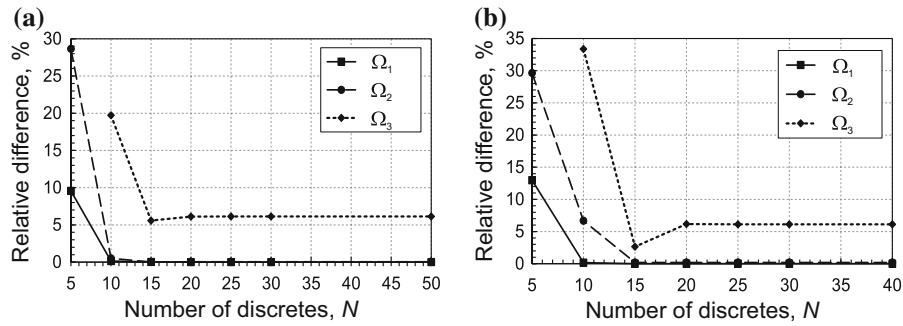 (a)
Relative difference, %
30
25
20
15
10
5
0
Ω₁
Ω₂
Ω₃
5 10 15 20 25 30 35 40 45 50
Number of discretes, N
(b)
Relative difference, %
35
30
25
20
15
10
5
0
Ω₁
Ω₂
Ω₃
5 10 15 20 25 30 35 40
Number of discretes, N